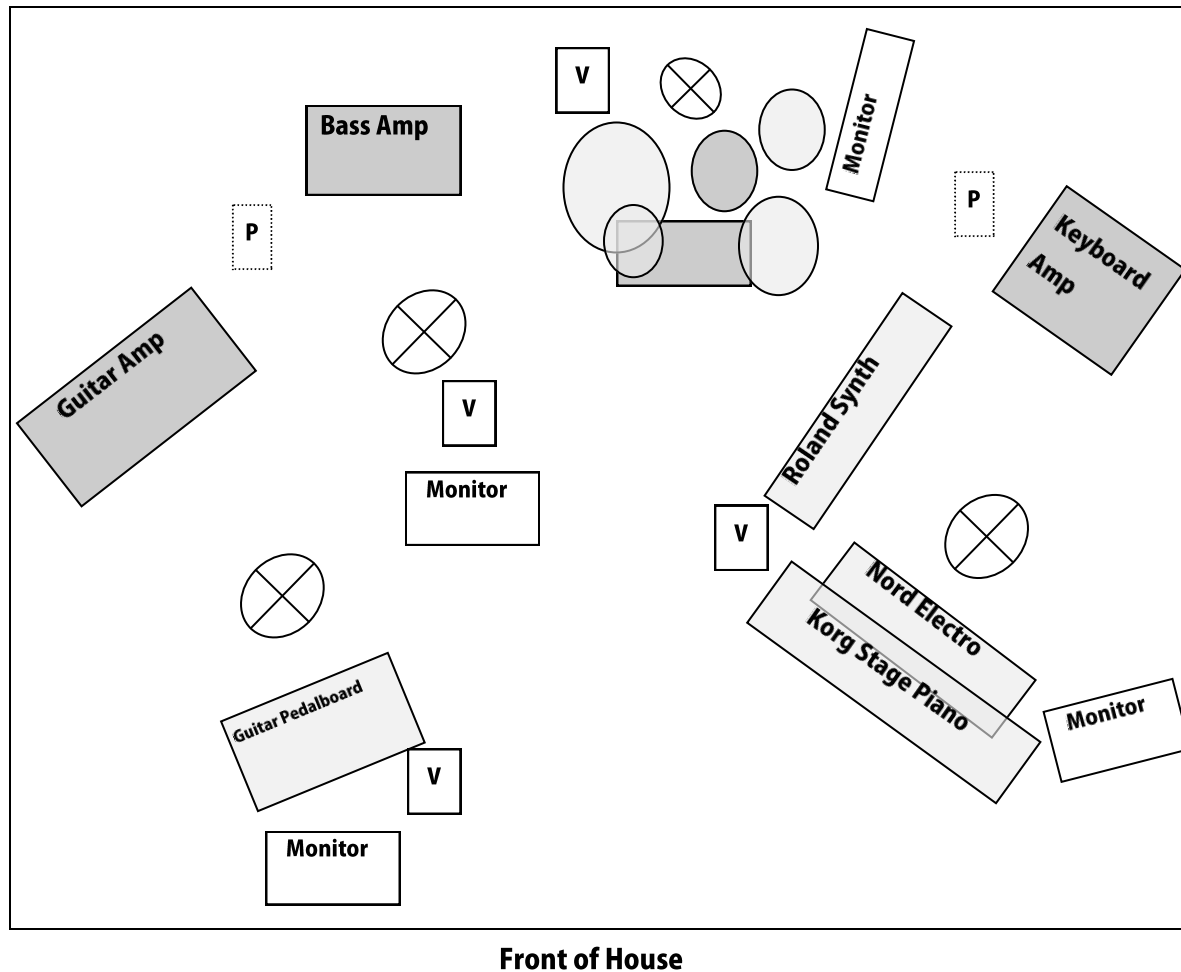 V
Monitor
Bass Amp
P
P
Keyboard
Amp
Guitar Amp
V
Roland Synth
Monitor
V
Nord Electro
Korg Stage Piano
Guitar Pedalboard
Monitor
V
Monitor
Front of House